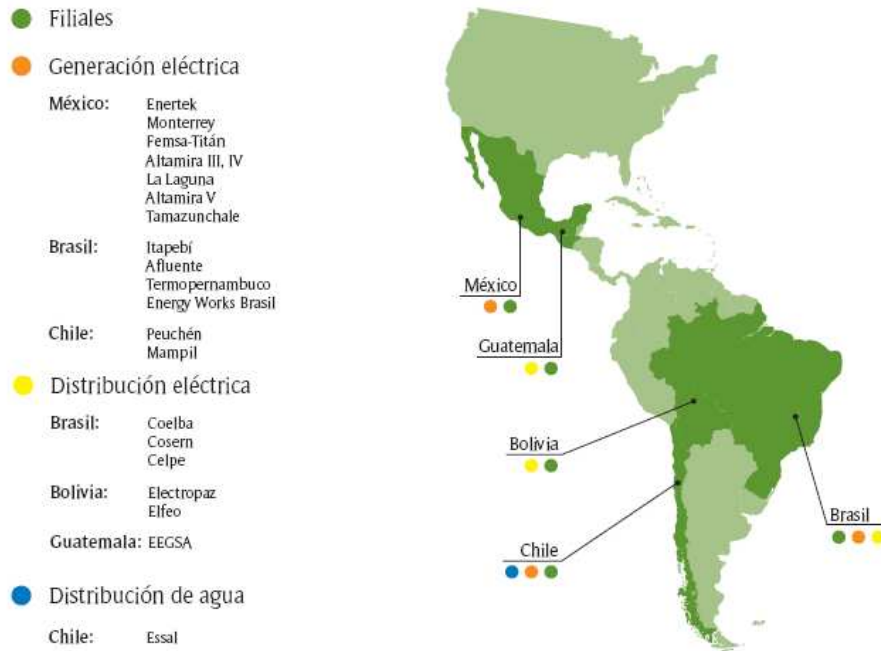 Filiales
Generación eléctrica
México: Enertek
Monterrey
Femsa-Titán
Altamira III, IV
La Laguna
Altamira V
Tamazunchale
Brasil: Itapebí
Afluente
Termopernambuco
Energy Works Brasil
Chile: Peuchén
Mampil
Distribución eléctrica
Brasil: Coelba
Cosern
Celpe
Bolivia: Electropaz
Elfeo
Guatemala: EEGSA
Distribución de agua
Chile: Essal
México
Guatemala
Bolivia
Chile
Brasil